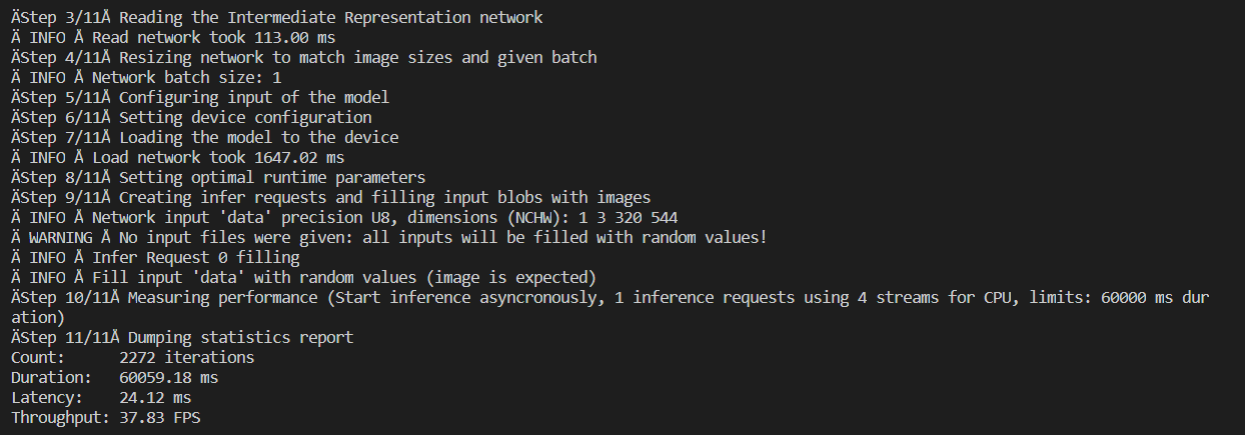 ÄStep 3/11Å Reading the Intermediate Representation network
Ä INFO Å Read network took 113.00 ms
ÄStep 4/11Å Resizing network to match image sizes and given batch
Ä INFO Å Network batch size: 1
ÄStep 5/11Å Configuring input of the model
ÄStep 6/11Å Setting device configuration
ÄStep 7/11Å Loading the model to the device
Ä INFO Å Load network took 1647.02 ms
ÄStep 8/11Å Setting optimal runtime parameters
ÄStep 9/11Å Creating infer requests and filling input blobs with images
Ä INFO Å Network input 'data' precision U8, dimensions (NCHW): 1 3 320 544
Ä WARNING Å No input files were given: all inputs will be filled with random values!
Ä INFO Å Infer Request 0 filling
Ä INFO Å Fill input 'data' with random values (image is expected)
ÄStep 10/11Å Measuring performance (Start inference asyncronously, 1 inference requests using 4 streams for CPU, limits: 60000 ms dur
ation)
ÄStep 11/11Å Dumping statistics report
Count:      2272 iterations
Duration:   60059.18 ms
Latency:    24.12 ms
Throughput: 37.83 FPS